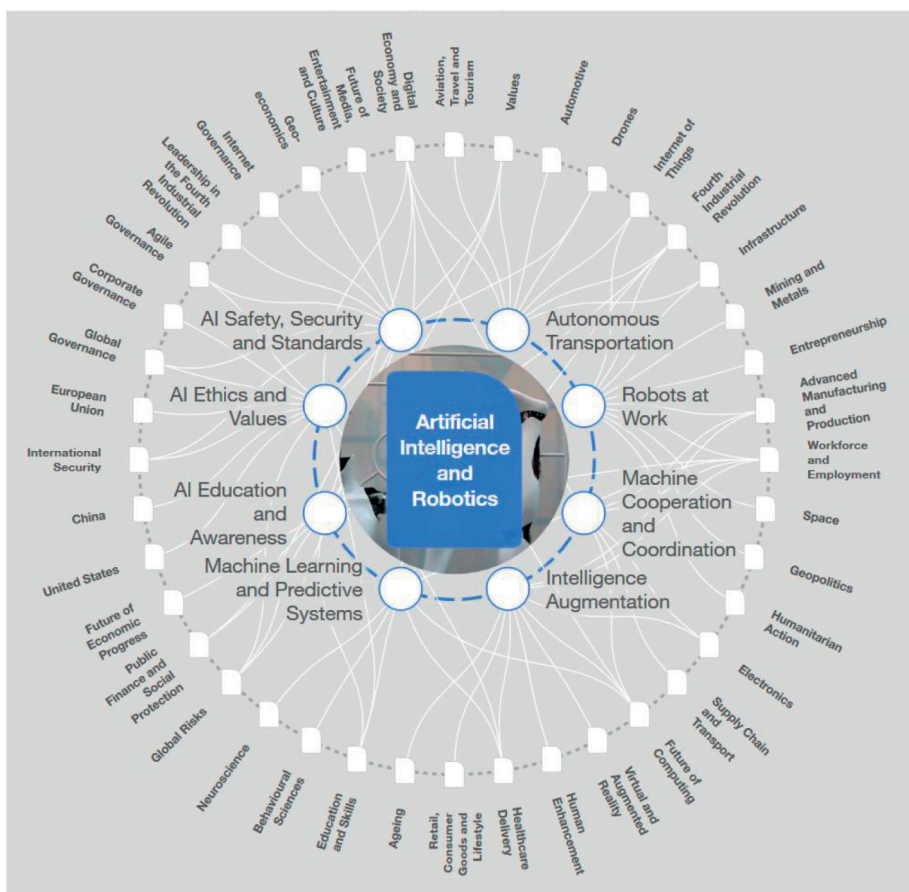 Artificial
Intelligence
and
Robotics
AI Safety, Security
and Standards
Autonomous
Transportation
AI Ethics and
Values
Robots at
Work
AI Education
and
Awareness
Machine
Cooperation
and
Coordination
Machine Learning
and Predictive
Systems
Intelligence
Augmentation
Aviation,
Travel and
Tourism
Values
Automotive
Drones
Internet of
Things
Fourth
Industrial
Revolution
Infrastructure
Mining and
Metals
Entrepreneurship
Advanced
Manufacturing
and
Production
Workforce
and
Employment
Space
Geopolitics
Humanitarian
Action
Electronics
Supply Chain
and
Transport
Future of
Computing
Virtual and
Augmented
Reality
Human
Enhancement
Healthcare
Delivery
Retail,
Consumer
Goods and
Lifestyle
Ageing
Education
and Skills
Behavioural
Sciences
Neuroscience
Global Risks
Public
Finance and
Social
Protection
Future of
Economic
Progress
United States
China
International
Security
European
Union
Global
Governance
Corporate
Governance
Agile
Governance
Leadership in
the Fourth
Industrial
Revolution
Internet
Governance
Geo-
economics
Future of
Media,
Entertainment
and Culture
Digital
Economy and
Society